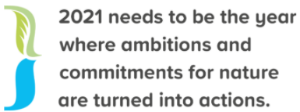 2021 needs to be the year
where ambitions and
commitments for nature
are turned into actions.